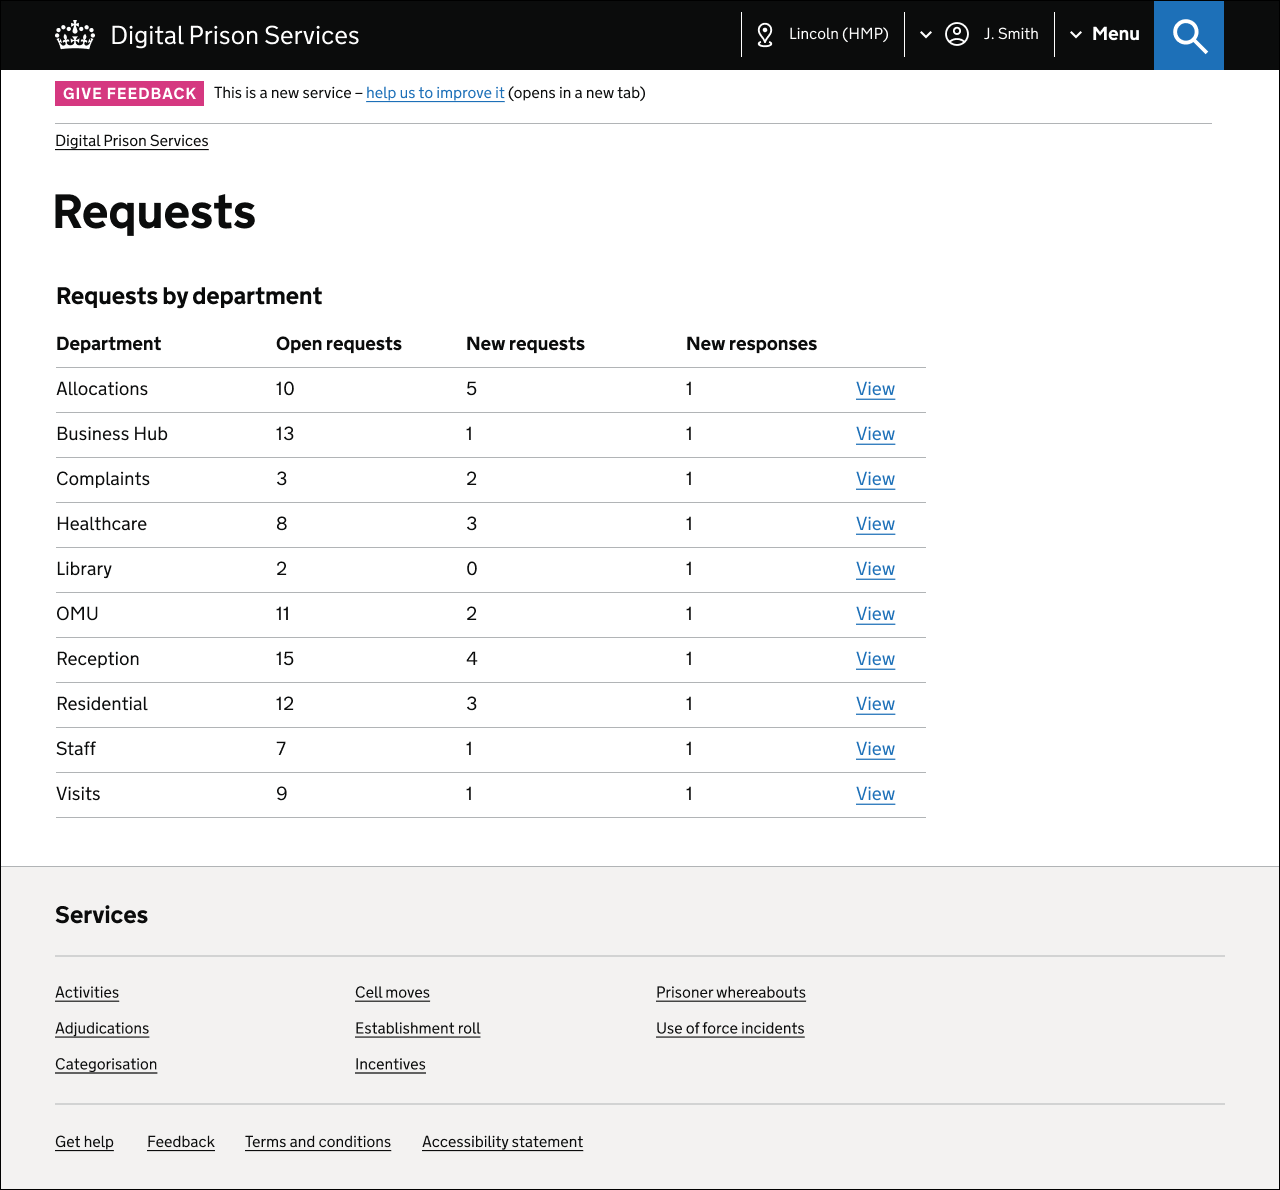 Digital Prison Services Lincoln (HMP) J. Smith Menu
GIVE FEEDBACK This is a new service – help us to improve it (opens in a new tab)
Digital Prison Services
Requests
Requests by department
Department Open requests New requests New responses
Allocations 10 5 1 View
Business Hub 13 1 1 View
Complaints 3 2 1 View
Healthcare 8 3 1 View
Library 2 0 1 View
OMU 11 2 1 View
Reception 15 4 1 View
Residential 12 3 1 View
Staff 7 1 1 View
Visits 9 1 1 View
Services
Activities Cell moves Prisoner whereabouts
Adjudications Establishment roll Use of force incidents
Categorisation Incentives
Get help Feedback Terms and conditions Accessibility statement